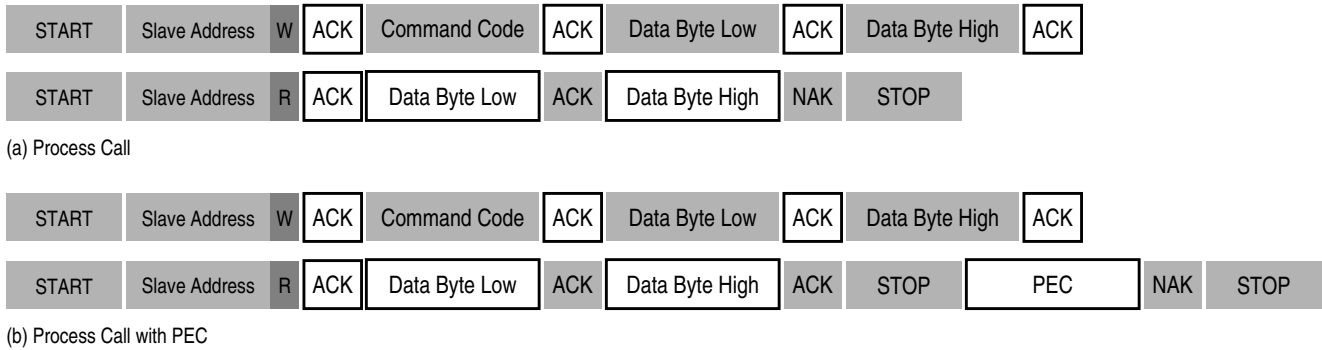 START Slave Address W ACK Command Code ACK Data Byte Low ACK Data Byte High ACK
START Slave Address R ACK Data Byte Low ACK Data Byte High NAK STOP
(a) Process Call
START Slave Address W ACK Command Code ACK Data Byte Low ACK Data Byte High ACK
START Slave Address R ACK Data Byte Low ACK Data Byte High ACK STOP PEC NAK STOP
(b) Process Call with PEC